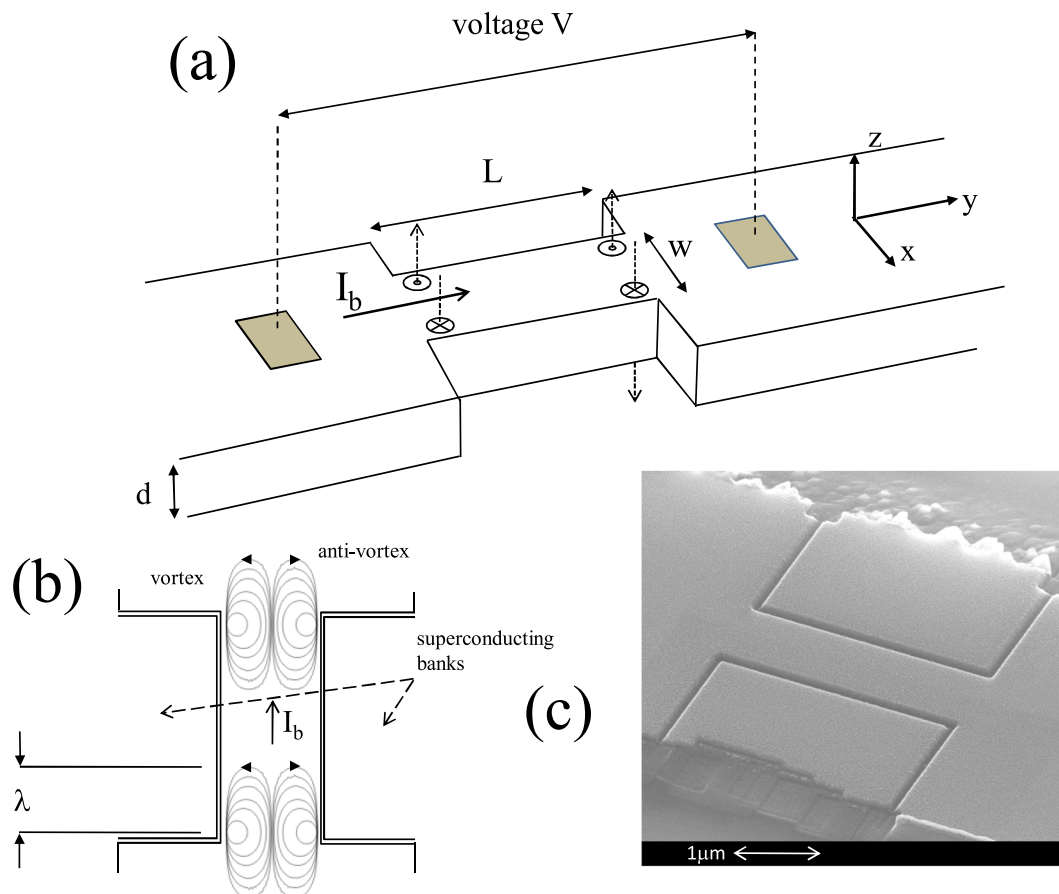 (a)
voltage V
L
z
y
x
w
I_b
d
(b)
vortex
anti-vortex
superconducting
banks
I_b
λ
(c)
1μm